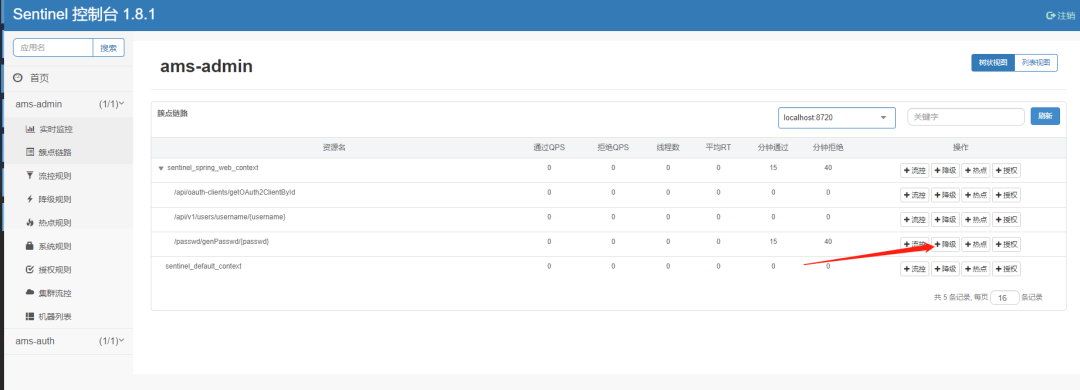 Sentinel 控制台 1.8.1
注销
应用名 搜索
首页
ams-admin (1/1)
实时监控
簇点链路
流控规则
降级规则
热点规则
系统规则
授权规则
集群流控
机器列表
ams-auth (1/1)
ams-admin
树状视图 列表视图
簇点链路
localhost:8720 关键字 刷新
资源名 通过QPS 拒绝QPS 线程数 平均RT 分钟通过 分钟拒绝 操作
sentinel_spring_web_context 0 0 0 0 15 40 +流控 +降级 +热点 +授权
/api/oauth-clients/getOAuth2ClientById 0 0 0 0 0 0 +流控 +降级 +热点 +授权
/api/v1/users/username/{username} 0 0 0 0 0 0 +流控 +降级 +热点 +授权
/passwd/genPasswd/{passwd} 0 0 0 0 15 40 +流控 +降级 +热点 +授权
sentinel_default_context 0 0 0 0 0 0 +流控 +降级 +热点 +授权
共 5 条记录, 每页 16 条记录